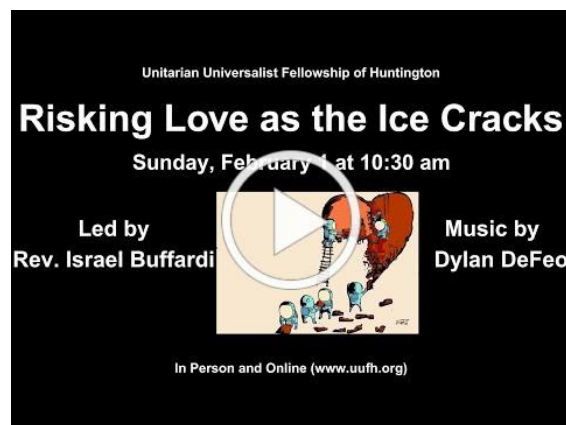 Unitarian Universalist Fellowship of Huntington
Risking Love as the Ice Cracks
Sunday, February 1 at 10:30 am
Led by
Rev. Israel Buffardi
Music by
Dylan DeFeo
In Person and Online (www.uufh.org)